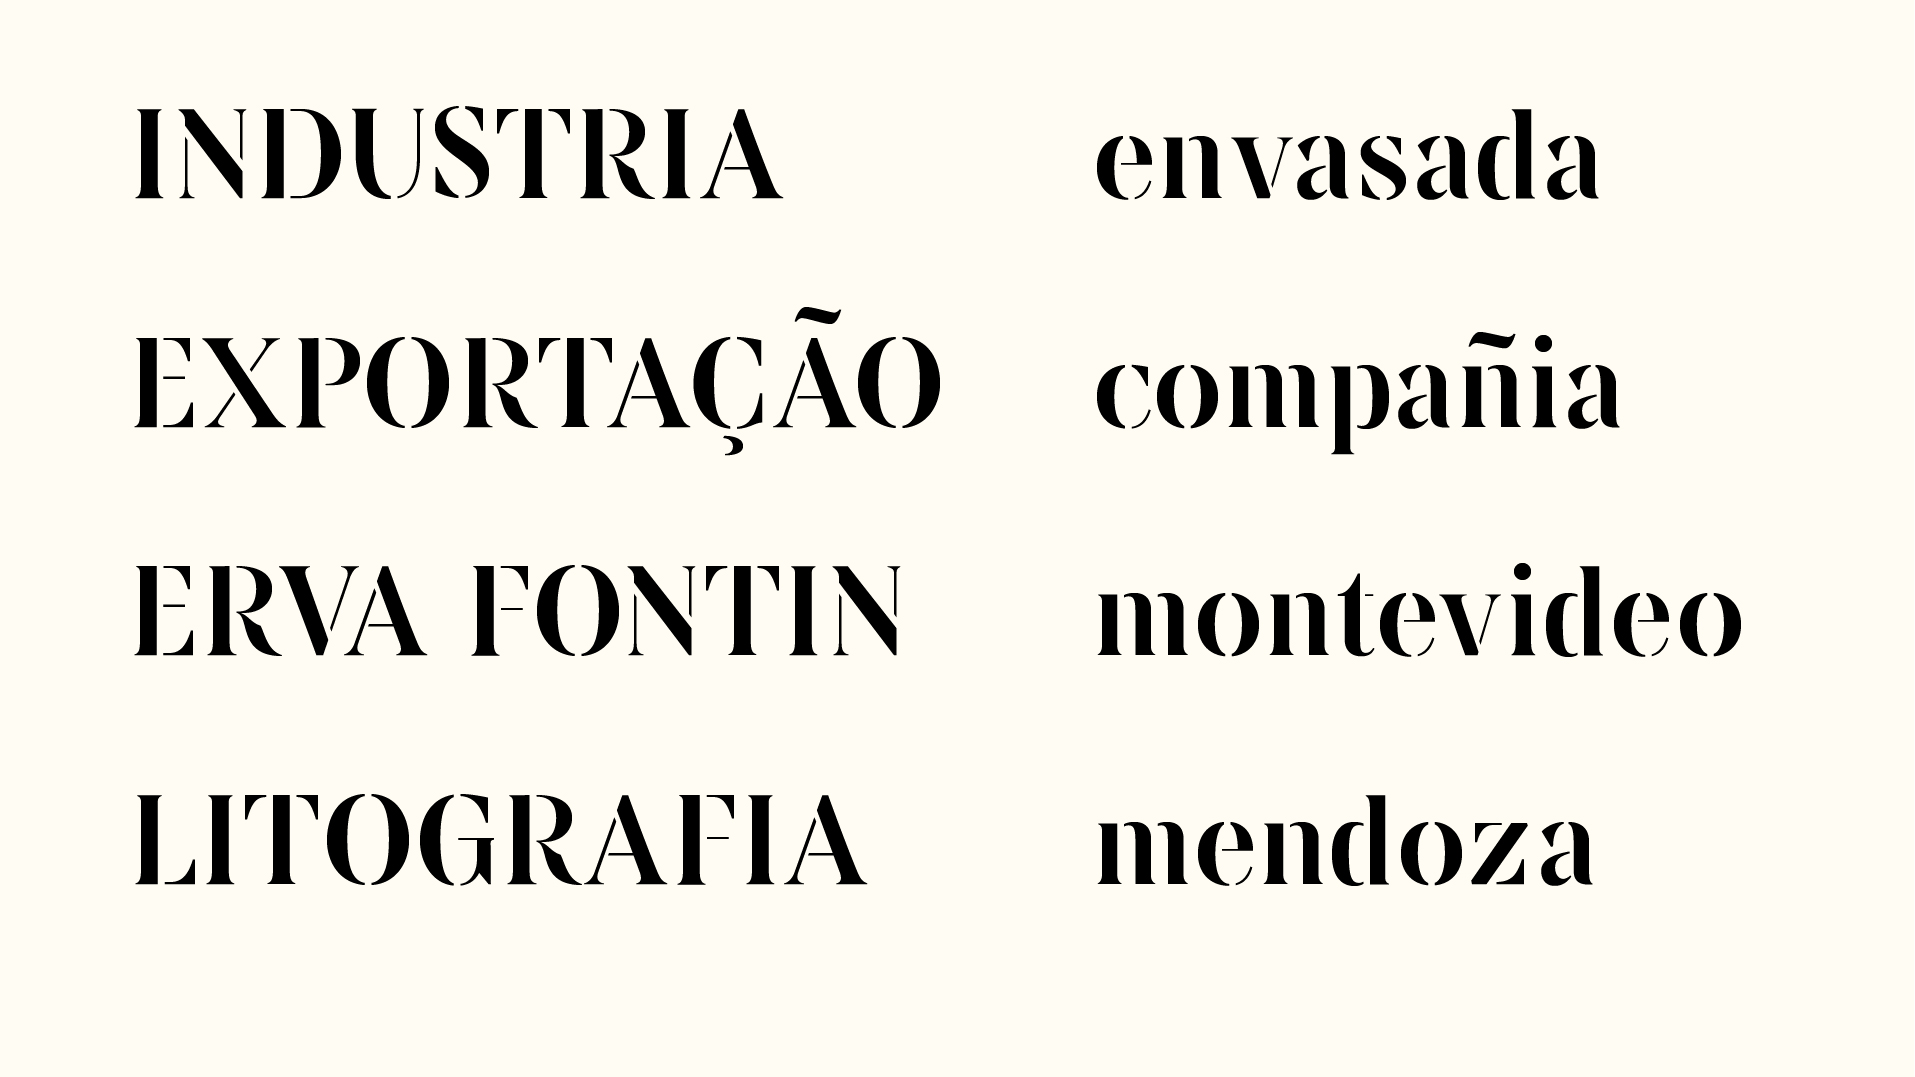 INDUSTRIA
EXPORTAÇÃO
ERVA FONTIN
LITOGRAFIA
envasada
compañia
montevideo
mendoza